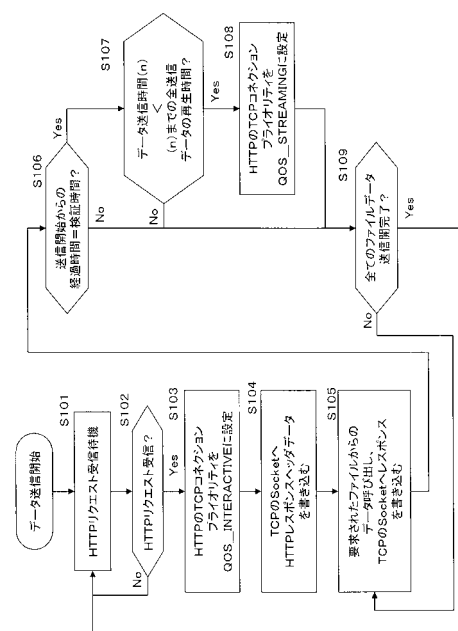 データ送信開始
S101
HTTPリクエスト受信待機
S102
HTTPリクエスト受信？
No
Yes
S103
HTTPのTCPコネクション
プライオリティを
QOS＿INTERACTIVEに設定
S104
TCPのSocketへ
HTTPレスポンスヘッダデータ
を書き込む
S105
要求されたファイルからの
データ呼び出し、
TCPのSocketへレスポンス
を書き込む
S106
送信開始からの
経過時間＝検証時間？
Yes
No
S107
データ送信時間(n)
＜
(n)までの全送信
データの再生時間？
No
Yes
S108
HTTPのTCPコネクション
プライオリティを
QOS＿STREAMINGに設定
S109
全てのファイルデータ
送信開完了？
No
Yes